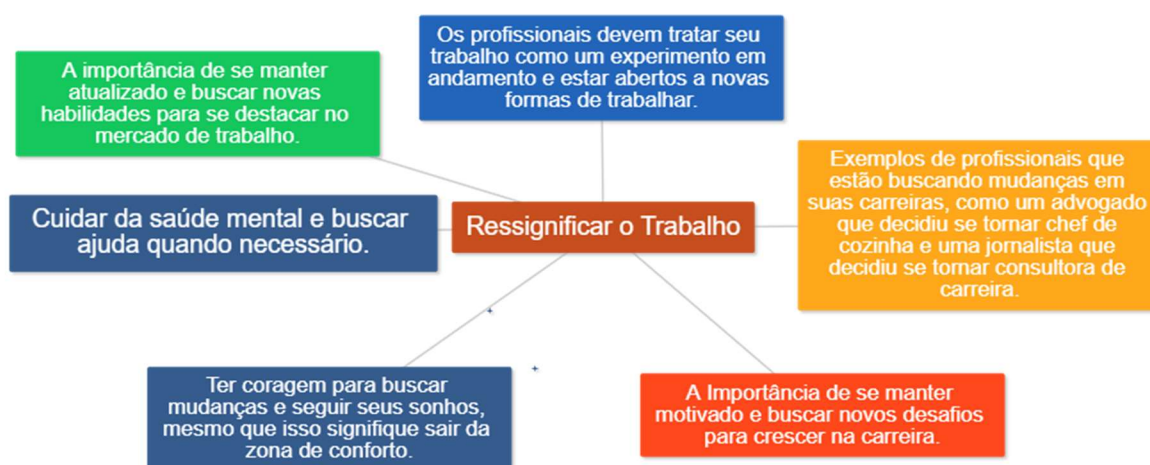 Os profissionais devem tratar seu
trabalho como um experimento em
andamento e estar abertos a novas
formas de trabalhar.
A importância de se manter
atualizado e buscar novas
habilidades para se destacar no
mercado de trabalho.
Exemplos de profissionais que
estão buscando mudanças em
suas carreiras, como um advogado
que decidiu se tornar chef de
cozinha e uma jornalista que
decidiu se tornar consultora de
carreira.
Cuidar da saúde mental e buscar
ajuda quando necessário.
Ressignificar o Trabalho
Ter coragem para buscar
mudanças e seguir seus sonhos,
mesmo que isso signifique sair da
zona de conforto.
A Importância de se manter
motivado e buscar novos desafios
para crescer na carreira.